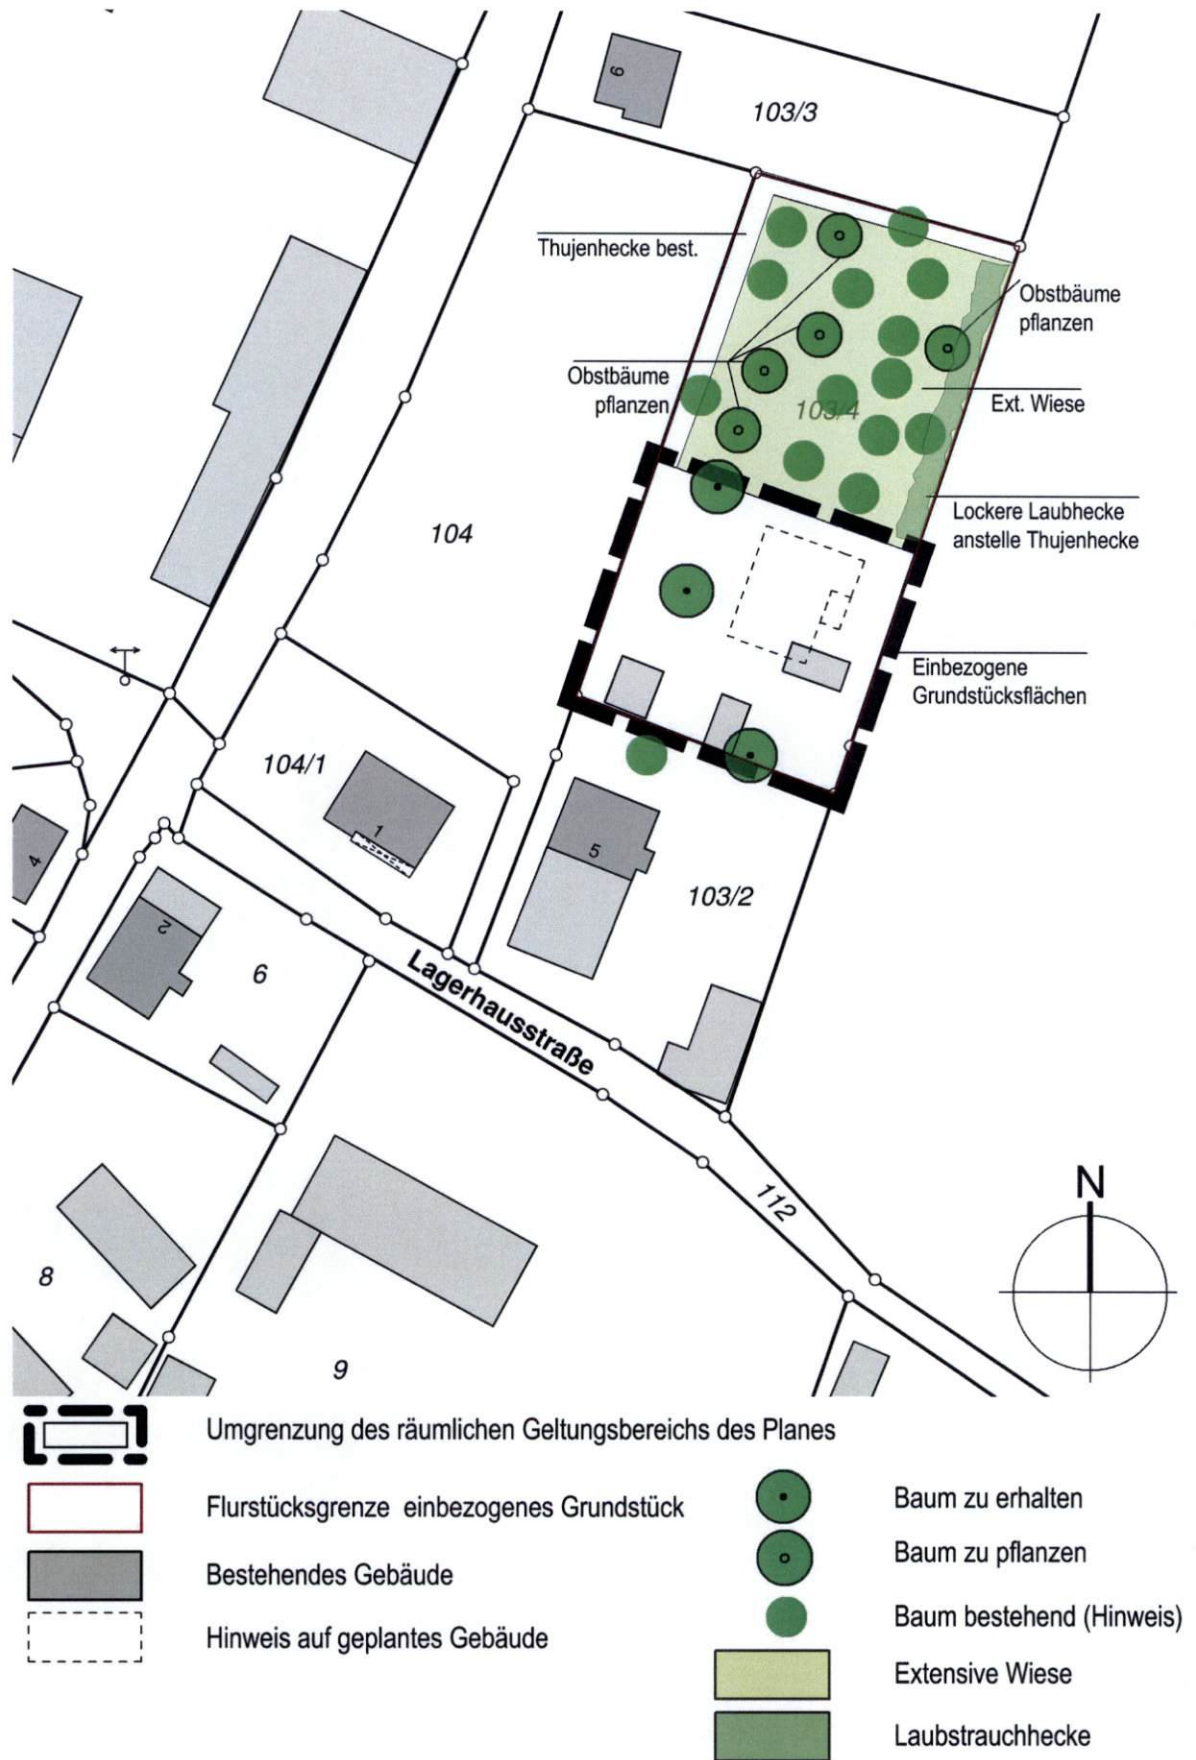 9
103/3
Thujenhecke best.
Obstbäume
pflanzen
Obstbäume
pflanzen
103/4
Ext. Wiese
104
Lockere Laubhecke
anstelle Thujenhecke
Einbezogene
Grundstücksflächen
104/1
1
5
4
103/2
2
6
Lagerhausstraße
112
N
8
9
Umgrenzung des räumlichen Geltungsbereichs des Planes
Flurstücksgrenze einbezogenes Grundstück
Bestehendes Gebäude
Hinweis auf geplantes Gebäude
Baum zu erhalten
Baum zu pflanzen
Baum bestehend (Hinweis)
Extensive Wiese
Laubstrauchhecke